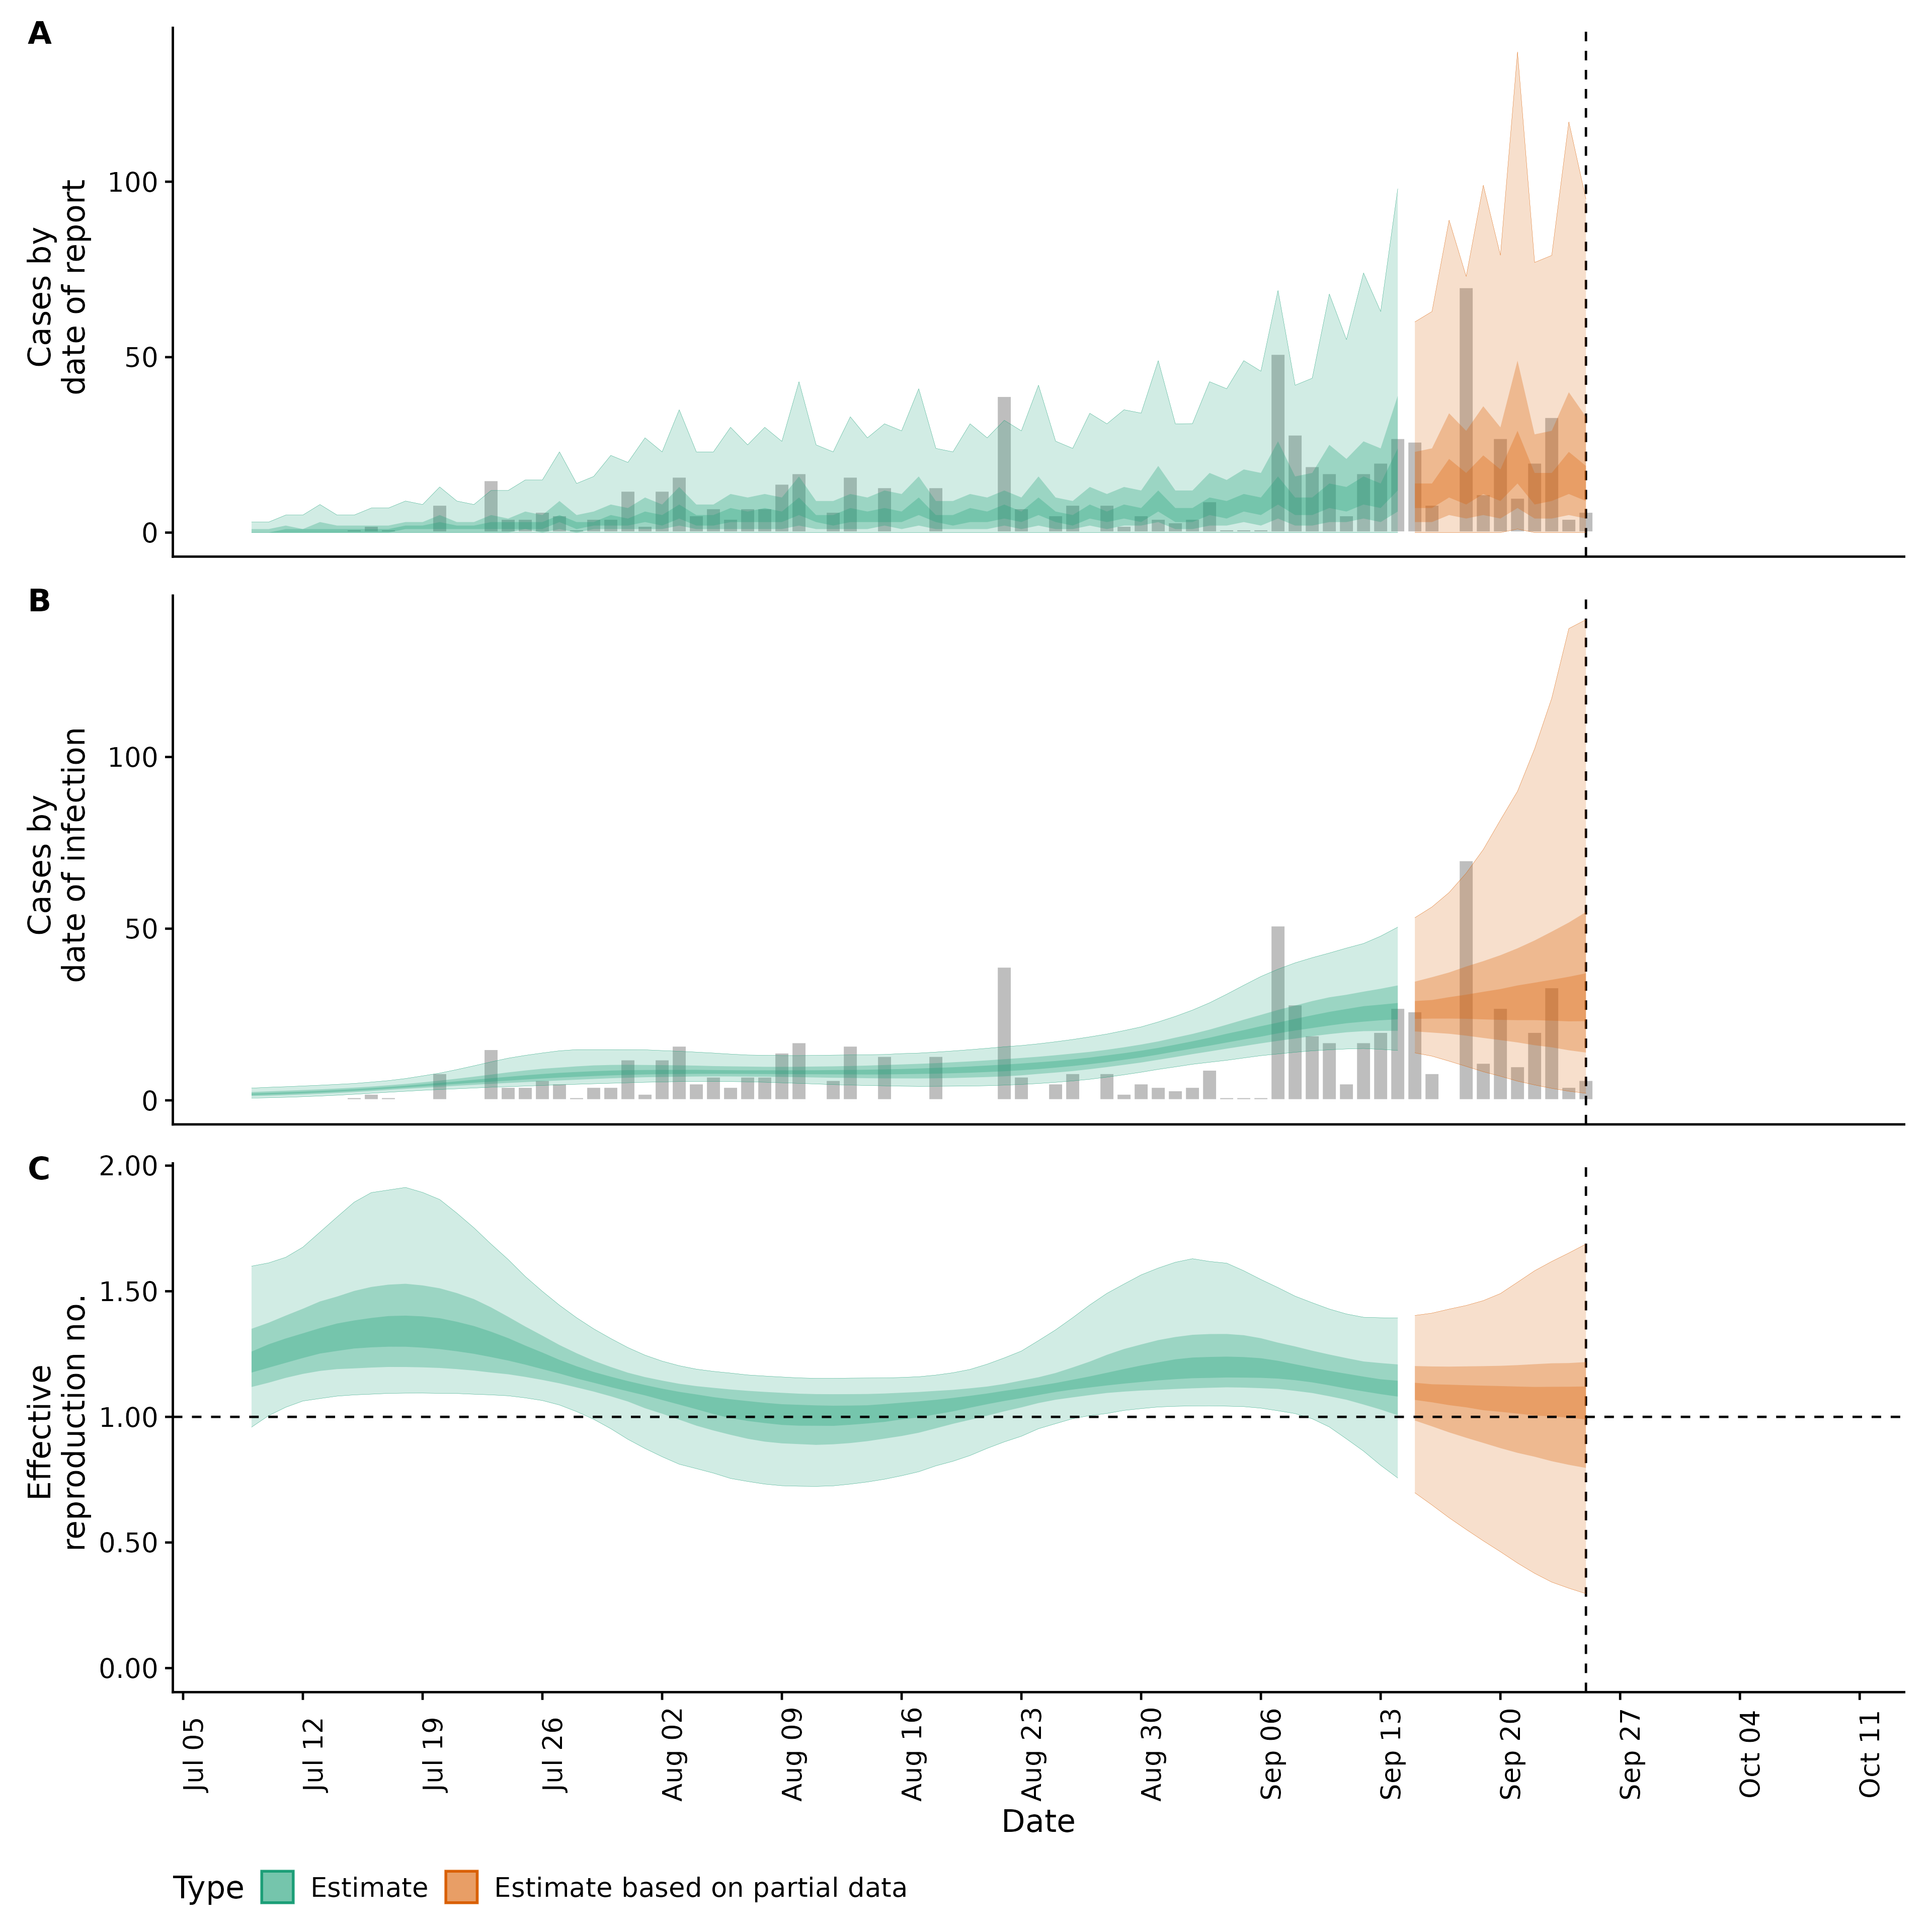 A
Cases by
date of report
100
50
0
B
Cases by
date of infection
100
50
0
C
Effective
reproduction no.
2.00
1.50
1.00
0.50
0.00
Jul 05
Jul 12
Jul 19
Jul 26
Aug 02
Aug 09
Aug 16
Aug 23
Aug 30
Sep 06
Sep 13
Sep 20
Sep 27
Oct 04
Oct 11
Date
Type Estimate Estimate based on partial data